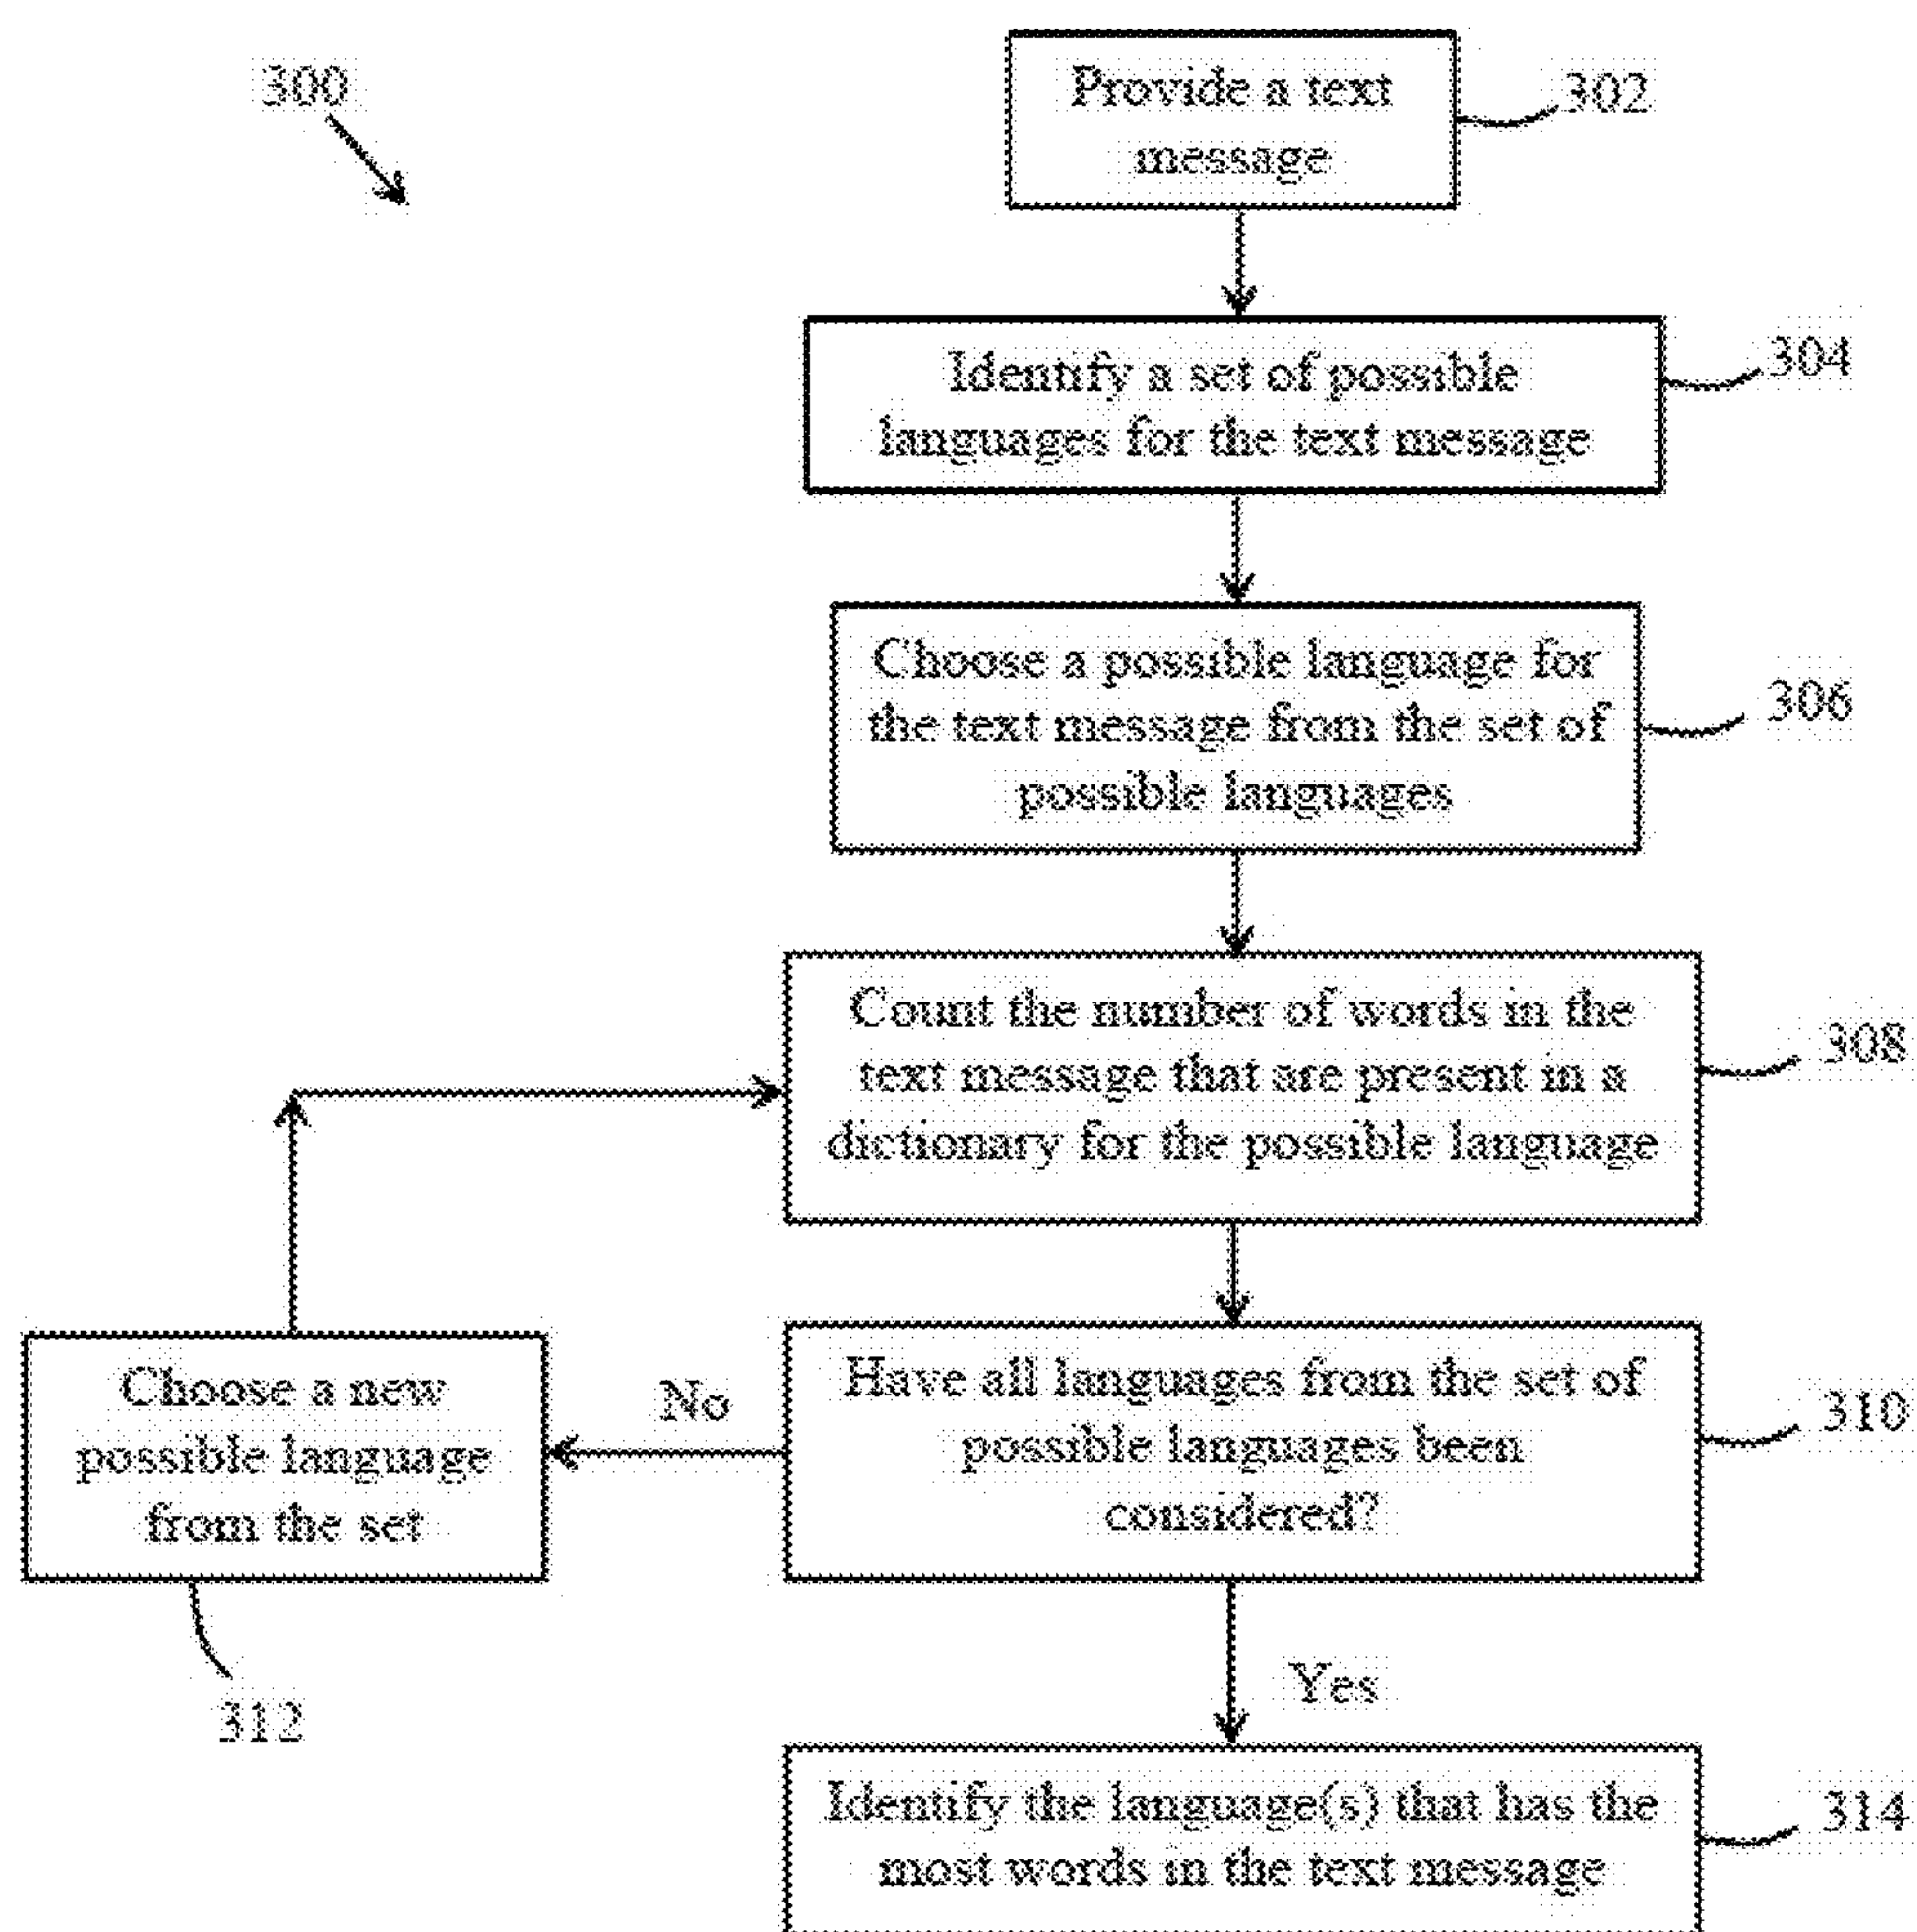 300
Provide a text
message
302
Identify a set of possible
languages for the text message
304
Choose a possible language for
the text message from the set of
possible languages
306
Count the number of words in the
text message that are present in a
dictionary for the possible language
308
Have all languages from the set of
possible languages been
considered?
310
No
Choose a new
possible language
from the set
312
Yes
Identify the language(s) that has the
most words in the text message
314